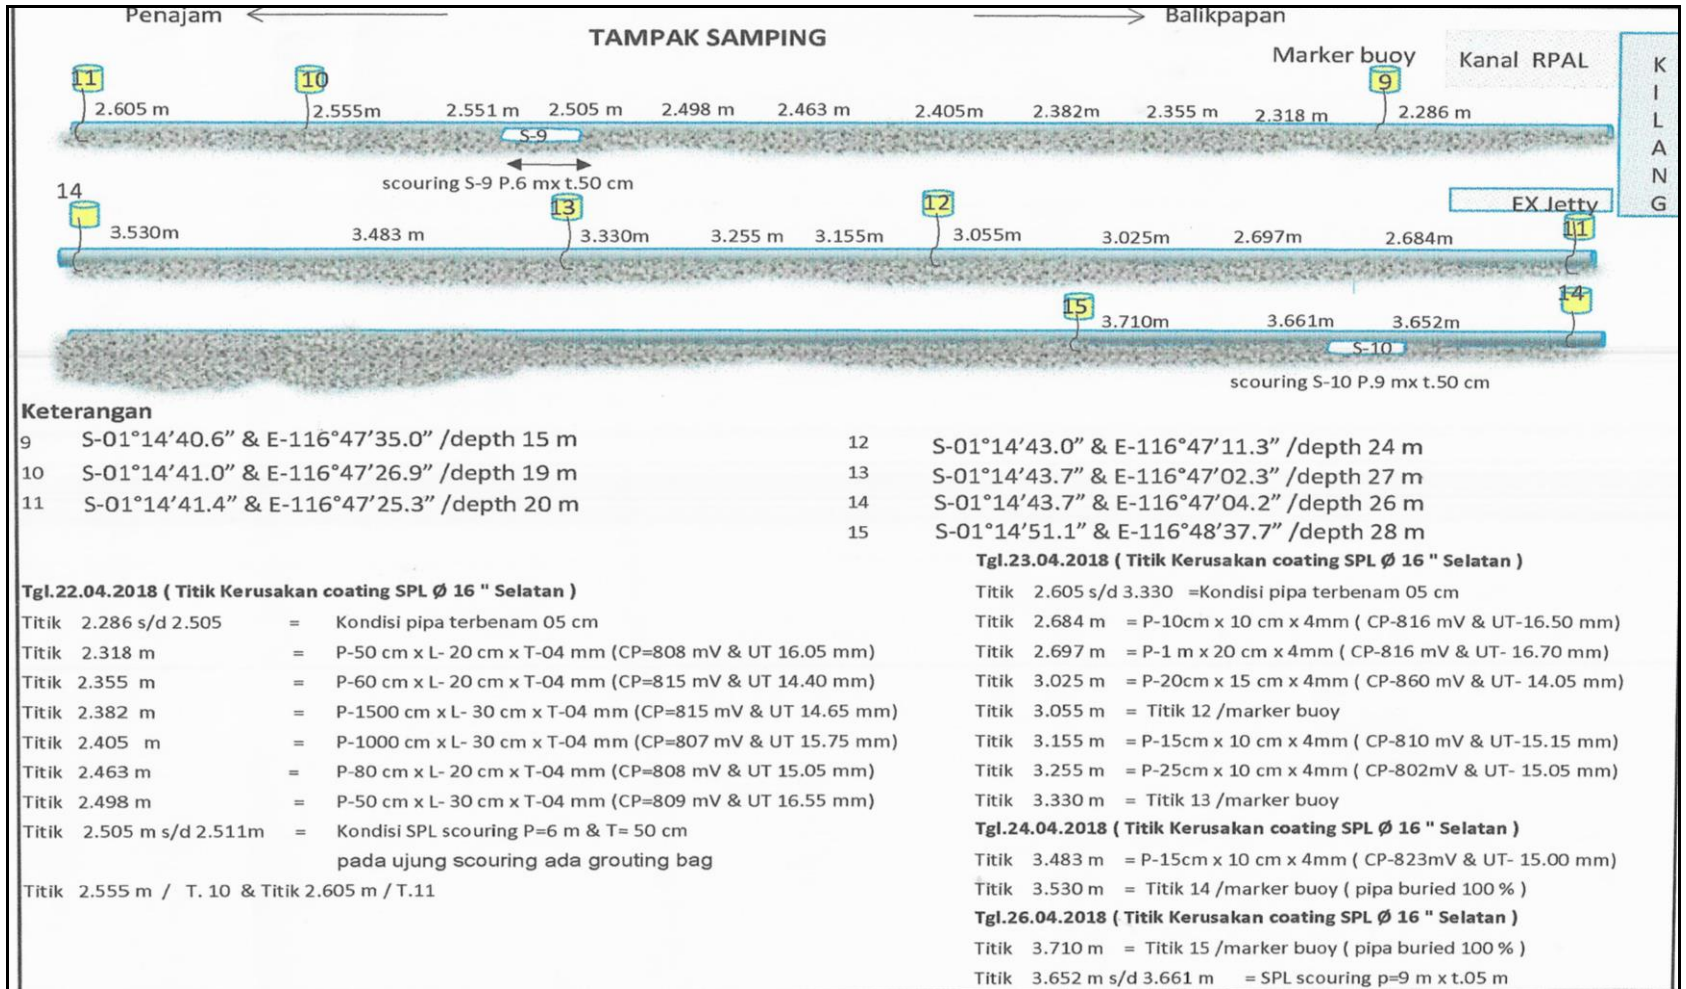 Penajam
Balikpapan
TAMPAK SAMPING
Marker buoy
Kanal RPAL
K I L A N G
11
10
9
2.605 m
2.555m
2.551 m
2.505 m
2.498 m
2.463 m
2.405m
2.382m
2.355 m
2.318 m
2.286 m
S-9
scouring S-9 P.6 mx t.50 cm
14
13
12
EX Jetty
11
3.530m
3.483 m
3.330m
3.255 m
3.155m
3.055m
3.025m
2.697m
2.684m
15
14
3.710m
3.661m
3.652m
S-10
scouring S-10 P.9 mx t.50 cm
Keterangan
9 S-01°14’40.6” & E-116°47’35.0” /depth 15 m
10 S-01°14’41.0” & E-116°47’26.9” /depth 19 m
11 S-01°14’41.4” & E-116°47’25.3” /depth 20 m
12 S-01°14’43.0” & E-116°47’11.3” /depth 24 m
13 S-01°14’43.7” & E-116°47’02.3” /depth 27 m
14 S-01°14’43.7” & E-116°47’04.2” /depth 26 m
15 S-01°14’51.1” & E-116°48’37.7” /depth 28 m
Tgl.22.04.2018 ( Titik Kerusakan coating SPL Ø 16 " Selatan )
Titik 2.286 s/d 2.505 = Kondisi pipa terbenam 05 cm
Titik 2.318 m = P-50 cm x L- 20 cm x T-04 mm (CP=808 mV & UT 16.05 mm)
Titik 2.355 m = P-60 cm x L- 20 cm x T-04 mm (CP=815 mV & UT 14.40 mm)
Titik 2.382 m = P-1500 cm x L- 30 cm x T-04 mm (CP=815 mV & UT 14.65 mm)
Titik 2.405 m = P-1000 cm x L- 30 cm x T-04 mm (CP=807 mV & UT 15.75 mm)
Titik 2.463 m = P-80 cm x L- 20 cm x T-04 mm (CP=808 mV & UT 15.05 mm)
Titik 2.498 m = P-50 cm x L- 30 cm x T-04 mm (CP=809 mV & UT 16.55 mm)
Titik 2.505 m s/d 2.511m = Kondisi SPL scouring P=6 m & T= 50 cm
pada ujung scouring ada grouting bag
Titik 2.555 m / T. 10 & Titik 2.605 m / T.11
Tgl.23.04.2018 ( Titik Kerusakan coating SPL Ø 16 " Selatan )
Titik 2.605 s/d 3.330 =Kondisi pipa terbenam 05 cm
Titik 2.684 m = P-10cm x 10 cm x 4mm ( CP-816 mV & UT-16.50 mm)
Titik 2.697 m = P-1 m x 20 cm x 4mm ( CP-816 mV & UT- 16.70 mm)
Titik 3.025 m = P-20cm x 15 cm x 4mm ( CP-860 mV & UT- 14.05 mm)
Titik 3.055 m = Titik 12 /marker buoy
Titik 3.155 m = P-15cm x 10 cm x 4mm ( CP-810 mV & UT-15.15 mm)
Titik 3.255 m = P-25cm x 10 cm x 4mm ( CP-802mV & UT- 15.05 mm)
Titik 3.330 m = Titik 13 /marker buoy
Tgl.24.04.2018 ( Titik Kerusakan coating SPL Ø 16 " Selatan )
Titik 3.483 m = P-15cm x 10 cm x 4mm ( CP-823mV & UT- 15.00 mm)
Titik 3.530 m = Titik 14 /marker buoy ( pipa buried 100 % )
Tgl.26.04.2018 ( Titik Kerusakan coating SPL Ø 16 " Selatan )
Titik 3.710 m = Titik 15 /marker buoy ( pipa buried 100 % )
Titik 3.652 m s/d 3.661 m = SPL scouring p=9 m x t.05 m